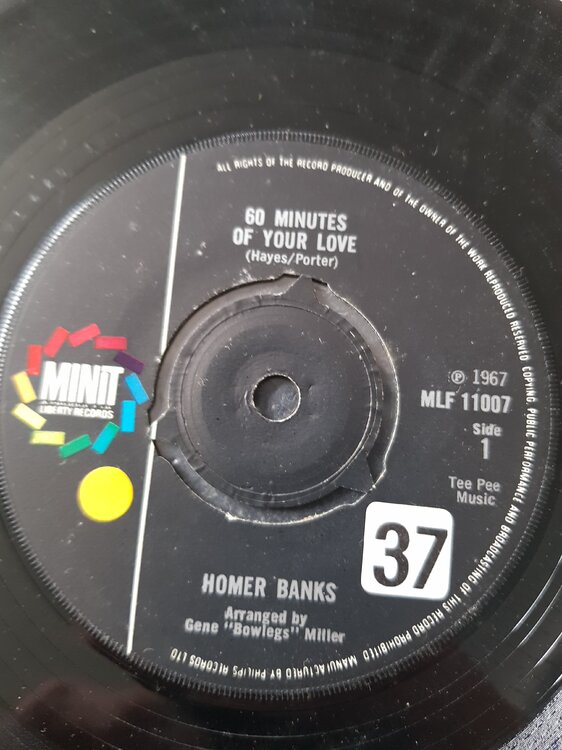 ALL RIGHTS OF THE RECORD PRODUCER AND OF THE OWNER OF THE WORK REPRODUCED RESERVED. COPYING, PUBLIC PERFORMANCE AND BROADCASTING OF THIS RECORD PROHIBITED
60 MINUTES
OF YOUR LOVE
(Hayes/Porter)
MINIT
LIBERTY RECORDS
℗ 1967
MLF 11007
Side
1
Tee Pee
Music
37
HOMER BANKS
Arranged by
Gene "Bowlegs" Miller
MANUFACTURED BY PHILIPS RECORDS LTD